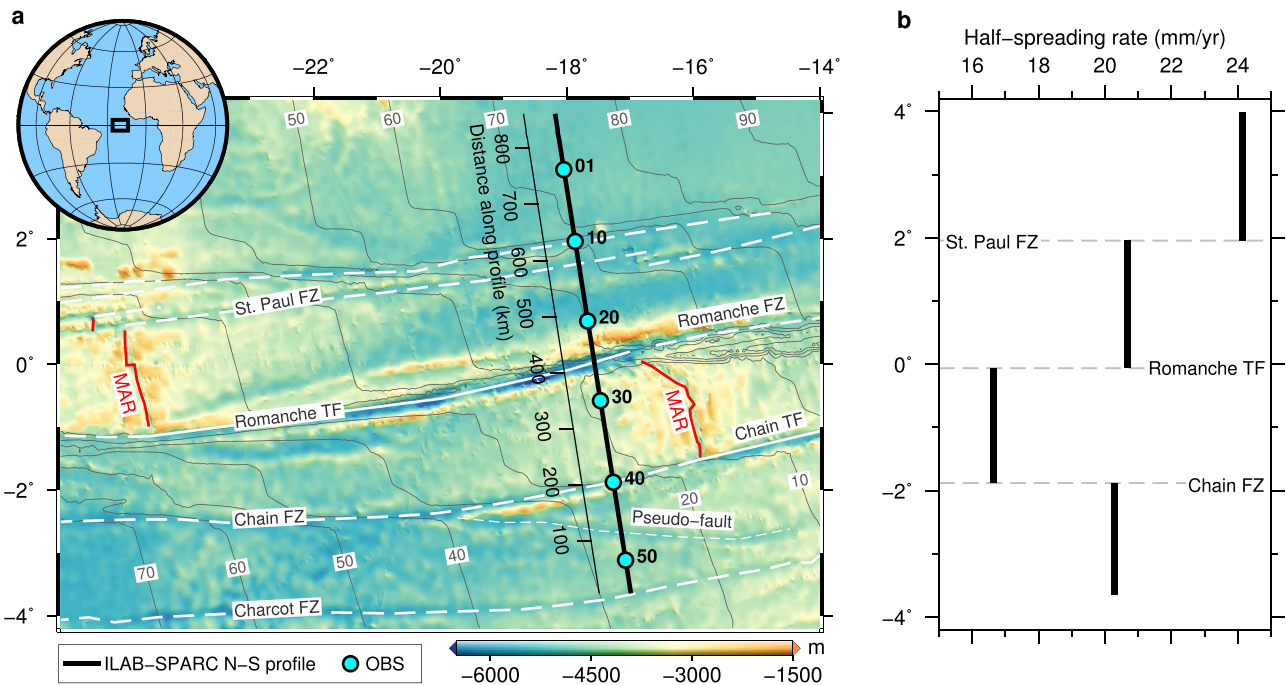 a
−22°
−20°
−18°
−16°
−14°
50
60
70
80
90
Distance along profile (km)
800
700
600
500
400
300
200
100
01
10
20
30
40
50
2°
0°
−2°
−4°
St. Paul FZ
Romanche FZ
MAR
Romanche TF
MAR
Chain TF
Chain FZ
Pseudo−fault
Charcot FZ
70
60
50
40
20
10
ILAB−SPARC N−S profile
OBS
m
−6000
−4500
−3000
−1500
b
Half−spreading rate (mm/yr)
16
18
20
22
24
4°
2°
0°
−2°
−4°
St. Paul FZ
Romanche TF
Chain FZ